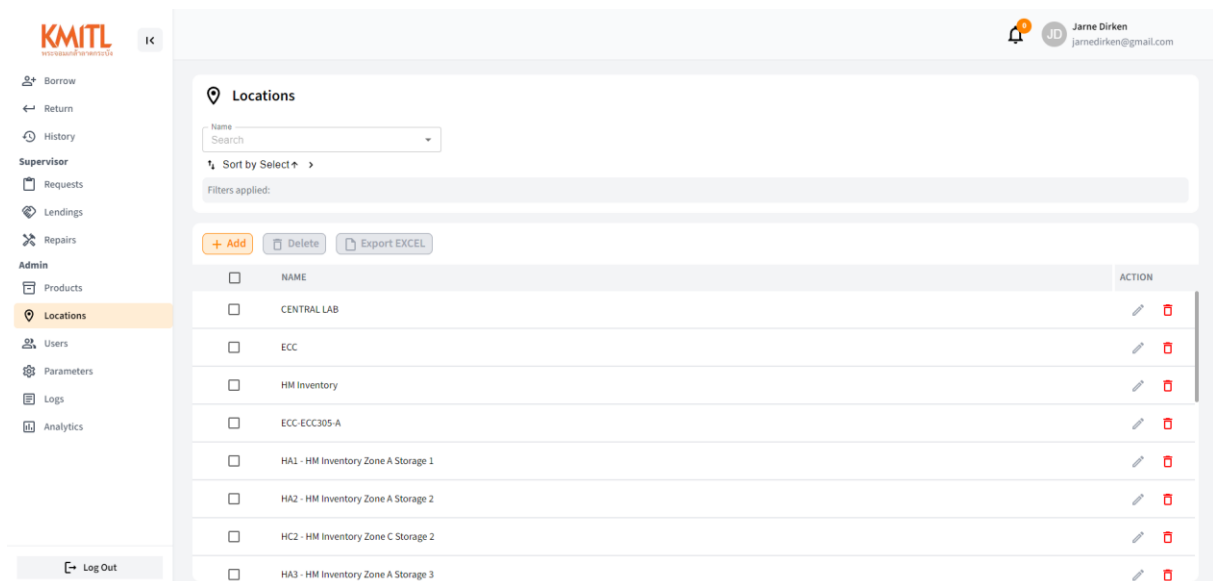 KMITL
0
JD
Jarne Dirken
jarnedirken@gmail.com
Borrow
Return
History
Supervisor
Requests
Lendings
Repairs
Admin
Products
Locations
Users
Parameters
Logs
Analytics
Log Out
Locations
Name
Search
Sort by Select
Filters applied:
Add
Delete
Export EXCEL
NAME
ACTION
CENTRAL LAB
ECC
HM Inventory
ECC-ECC305-A
HA1 - HM Inventory Zone A Storage 1
HA2 - HM Inventory Zone A Storage 2
HC2 - HM Inventory Zone C Storage 2
HA3 - HM Inventory Zone A Storage 3